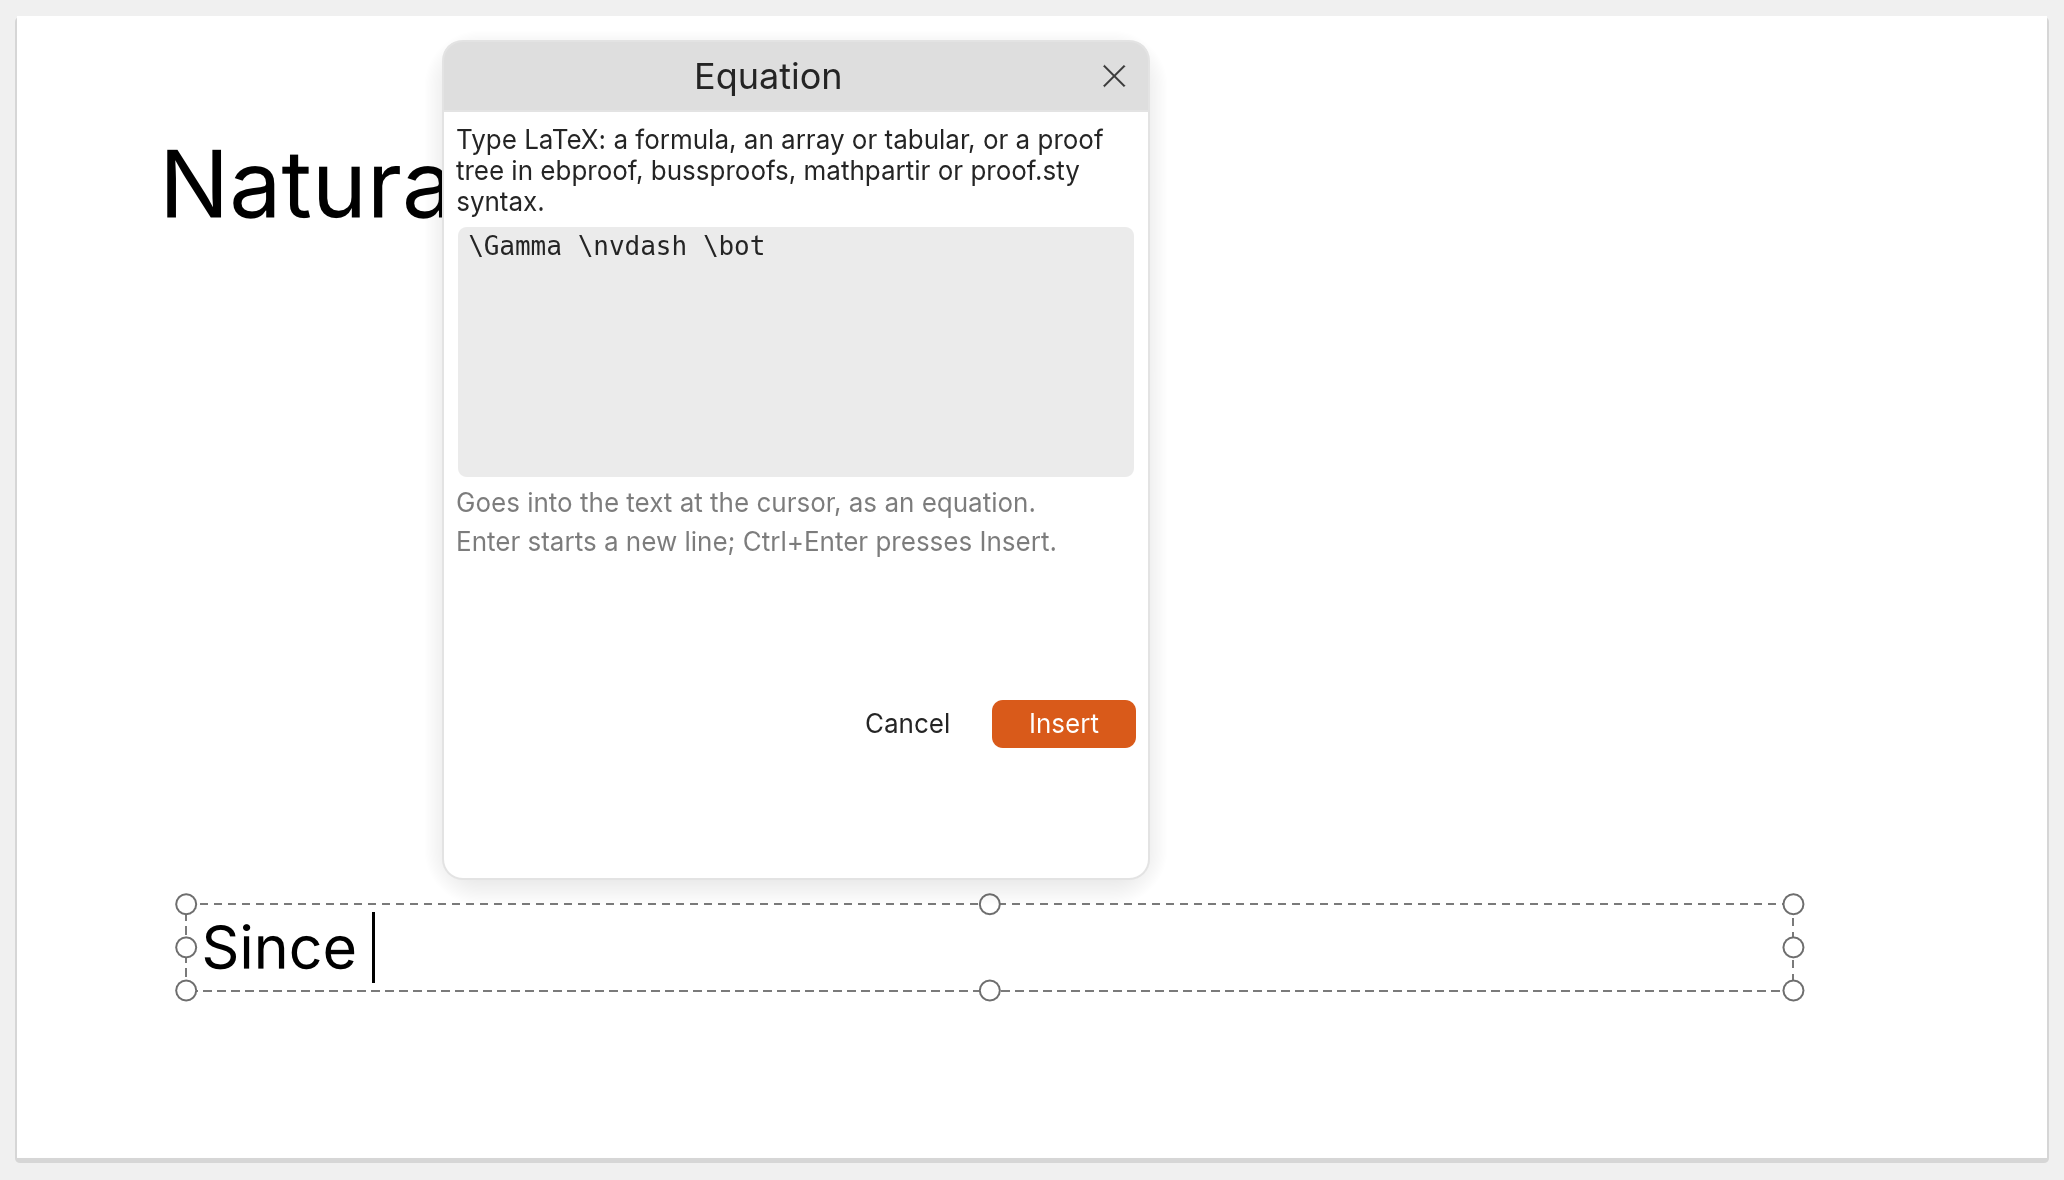 Equation
Type LaTeX: a formula, an array or tabular, or a proof
tree in ebproof, bussproofs, mathpartir or proof.sty
syntax.
Natura
\Gamma \nvdash \bot
Goes into the text at the cursor, as an equation.
Enter starts a new line; Ctrl+Enter presses Insert.
Cancel Insert
Since